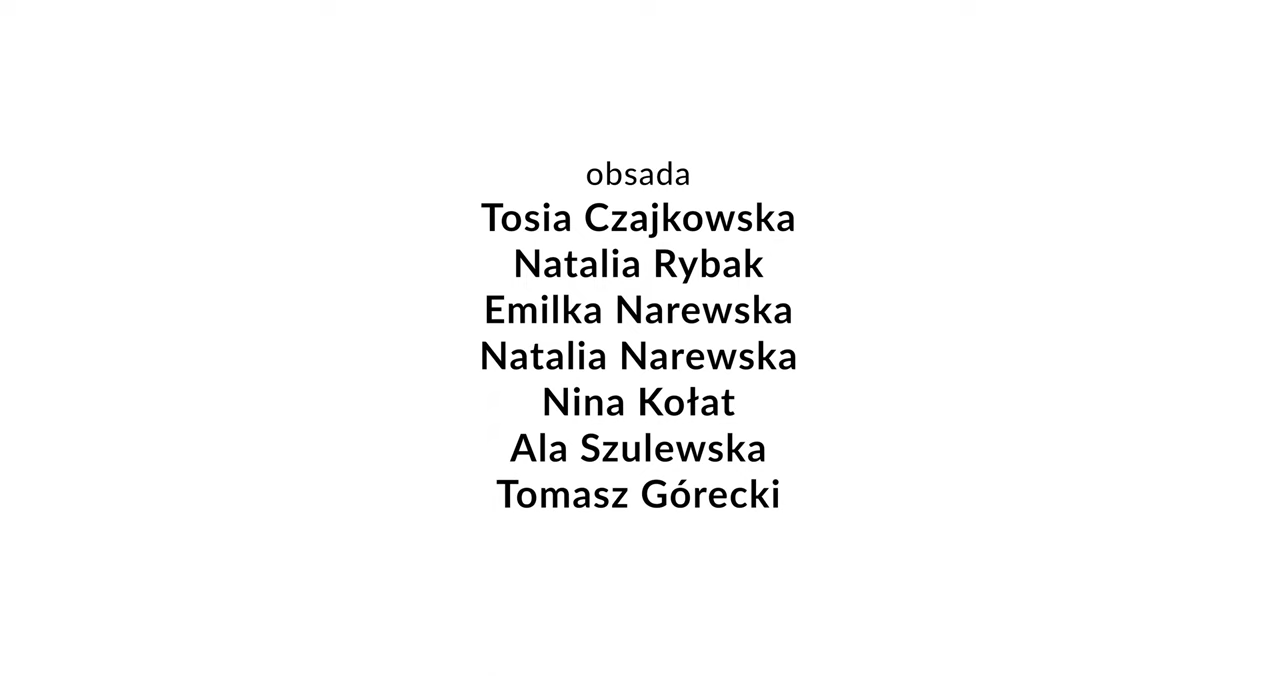 obsada
Tosia Czajkowska
Natalia Rybak
Emilka Narewska
Natalia Narewska
Nina Kołat
Ala Szulewska
Tomasz Górecki